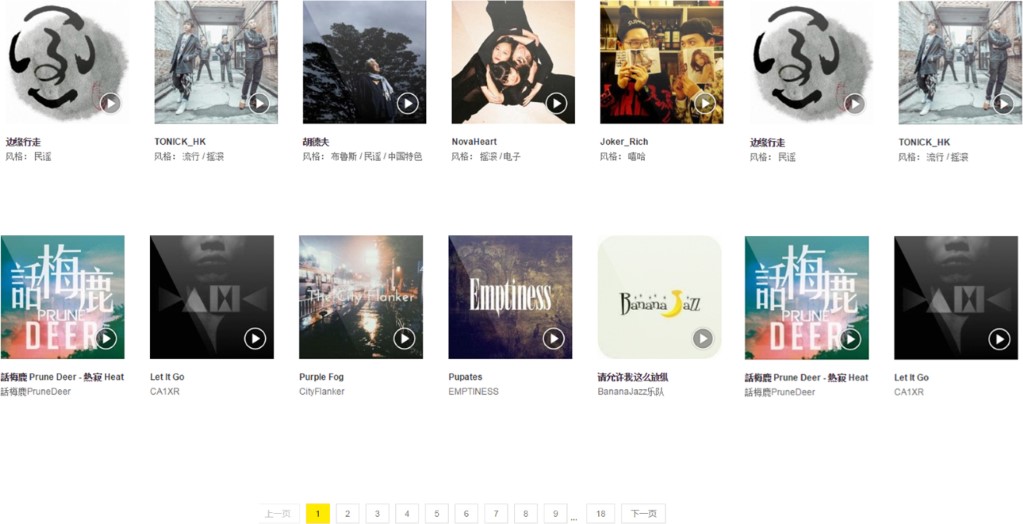 边缘行走
TONICK_HK
胡德夫
NovaHeart
Joker_Rich
边缘行走
TONICK_HK
风格： 民谣
风格： 流行 / 摇滚
风格： 布鲁斯 / 民谣 / 中国特色
风格： 摇滚 / 电子
风格： 嘻哈
风格： 民谣
风格： 流行 / 摇滚
話梅鹿
PRUNE
DEER
The City Flanker
Emptiness
Banana Jazz
話梅鹿
PRUNE
DEER
話梅鹿 Prune Deer - 熱寂 Heat
Let It Go
Purple Fog
Pupates
请允许我这么放肆
話梅鹿 Prune Deer - 熱寂 Heat
Let It Go
話梅鹿PruneDeer
CA1XR
CityFlanker
EMPTINESS
BananaJazz乐队
話梅鹿PruneDeer
CA1XR
上一页 1 2 3 4 5 6 7 8 9 ... 18 下一页